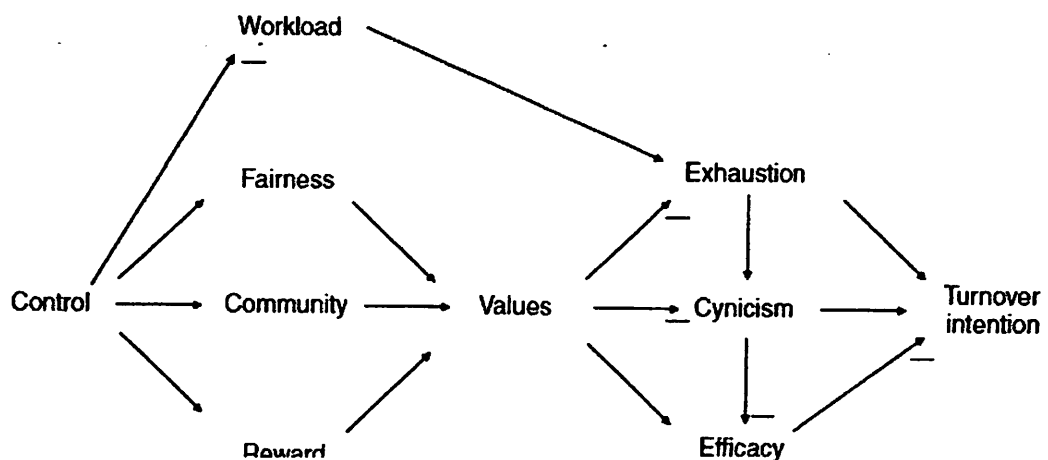 Workload
Fairness
Exhaustion
Control
Community
Values
Cynicism
Turnover
intention
Reward
Efficacy